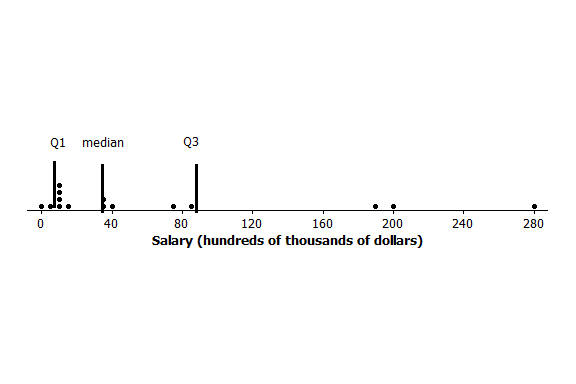 Q1 median Q3
0 40 80 120 160 200 240 280
Salary (hundreds of thousands of dollars)